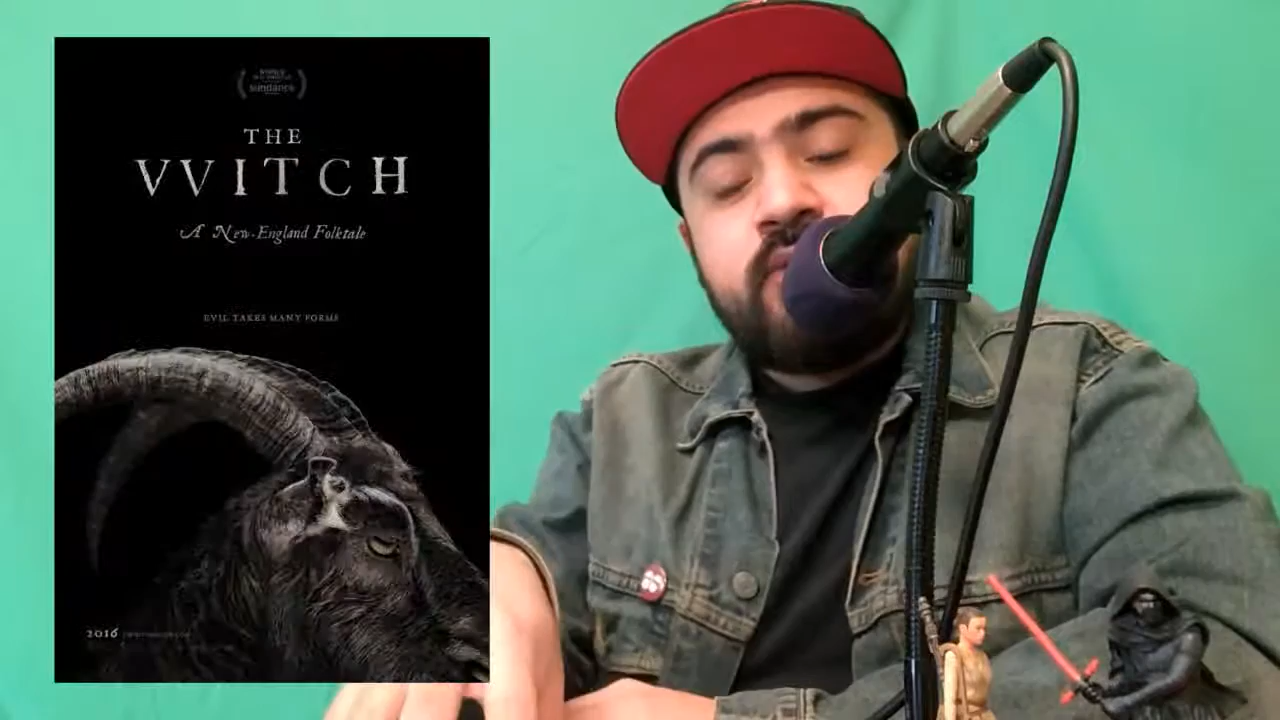 sundance
THE
VVITCH
A New-England Folktale
EVIL TAKES MANY FORMS
2016